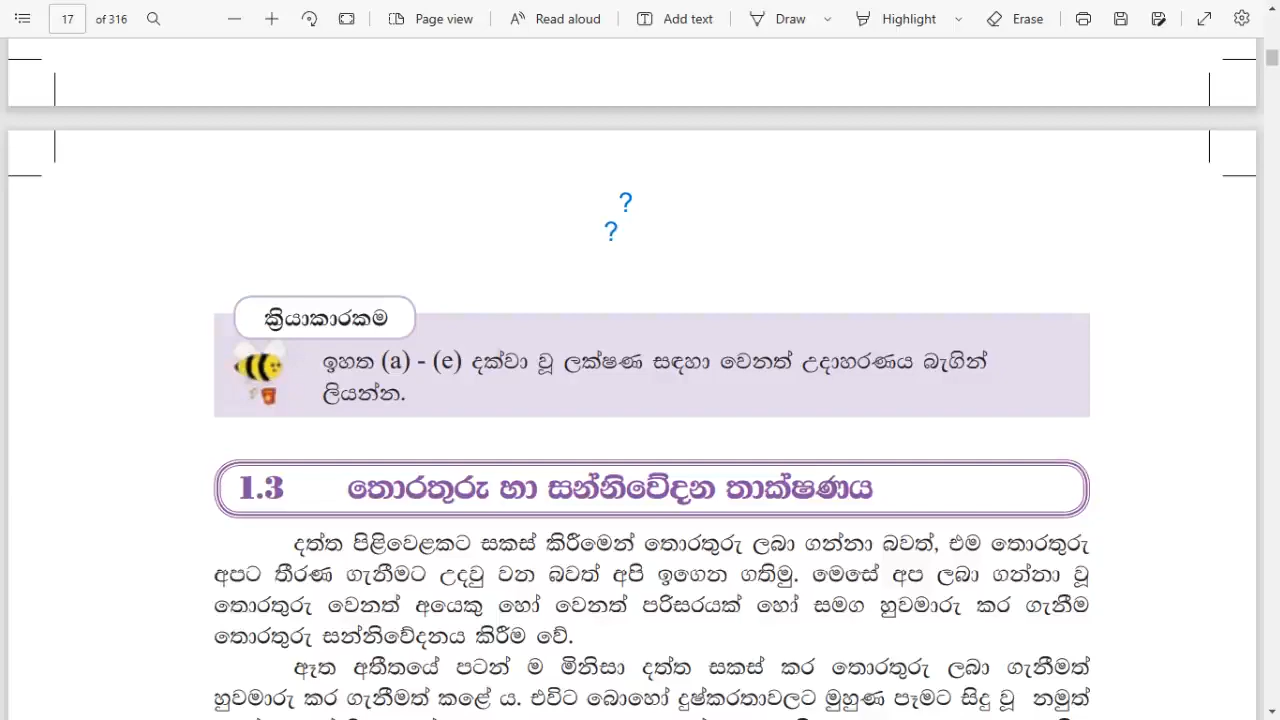 17 of 316 Page view Read aloud Add text Draw Highlight Erase
?
?
ක්‍රියාකාරකම
ඉහත (a) - (e) දක්වා වූ ලක්ෂණ සඳහා වෙනත් උදාහරණය බැගින්
ලියන්න.
1.3 තොරතුරු හා සන්නිවේදන තාක්ෂණය
දත්ත පිළිවෙළකට සකස් කිරීමෙන් තොරතුරු ලබා ගන්නා බවත්, එම තොරතුරු
අපට තීරණ ගැනීමට උදවු වන බවත් අපි ඉගෙන ගතිමු. මෙසේ අප ලබා ගන්නා වූ
තොරතුරු වෙනත් අයෙකු හෝ වෙනත් පරිසරයක් හෝ සමග හුවමාරු කර ගැනීම
තොරතුරු සන්නිවේදනය කිරීම වේ.
ඈත අතීතයේ පටන් ම මිනිසා දත්ත සකස් කර තොරතුරු ලබා ගැනීමත්
හුවමාරු කර ගැනීමත් කළේ ය. එවිට බොහෝ දුෂ්කරතාවලට මුහුණ පෑමට සිදු වූ නමුත්